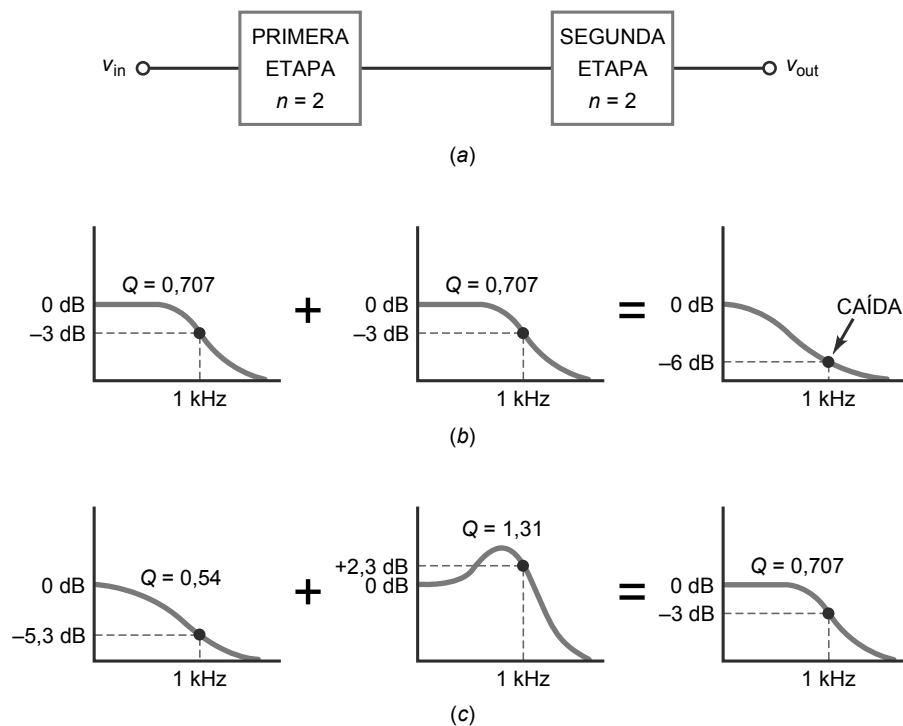 PRIMERA
ETAPA
n = 2
SEGUNDA
ETAPA
n = 2
vin
vout
(a)
Q = 0,707
0 dB
–3 dB
1 kHz
+
Q = 0,707
0 dB
–3 dB
1 kHz
=
CAÍDA
0 dB
–6 dB
1 kHz
(b)
Q = 0,54
0 dB
–5,3 dB
1 kHz
+
Q = 1,31
+2,3 dB
0 dB
1 kHz
=
Q = 0,707
0 dB
–3 dB
1 kHz
(c)